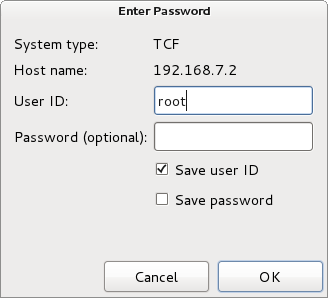 Enter Password
System type: TCF
Host name: 192.168.7.2
User ID: root
Password (optional):
Save user ID
Save password
Cancel OK